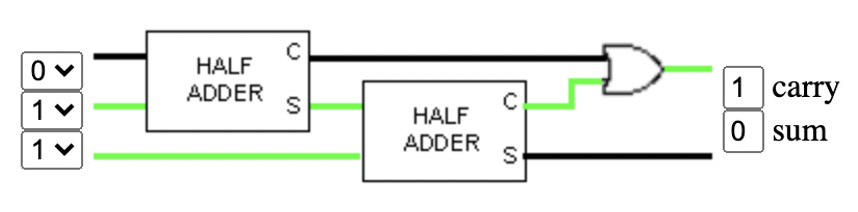 0
1
1
HALF
ADDER
C
S
HALF
ADDER
C
S
1 carry
0 sum